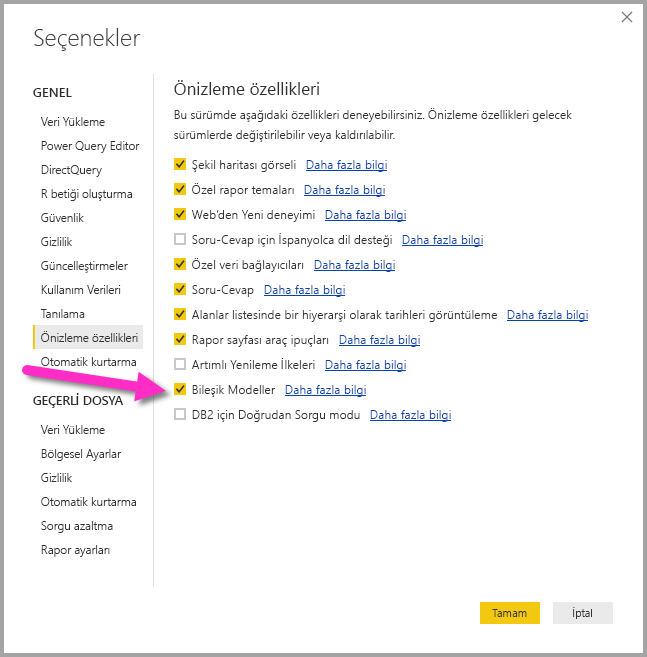 Seçenekler
GENEL
Veri Yükleme
Power Query Editor
DirectQuery
R betiği oluşturma
Güvenlik
Gizlilik
Güncelleştirmeler
Kullanım Verileri
Tanılama
Önizleme özellikleri
Otomatik kurtarma
GEÇERLİ DOSYA
Veri Yükleme
Bölgesel Ayarlar
Gizlilik
Otomatik kurtarma
Sorgu azaltma
Rapor ayarları
Önizleme özellikleri
Bu sürümde aşağıdaki özellikleri deneyebilirsiniz. Önizleme özellikleri gelecek
sürümlerde değiştirilebilir veya kaldırılabilir.
Şekil haritası görseli Daha fazla bilgi
Özel rapor temaları Daha fazla bilgi
Web'den Yeni deneyimi Daha fazla bilgi
Soru-Cevap için İspanyolca dil desteği Daha fazla bilgi
Özel veri bağlayıcıları Daha fazla bilgi
Soru-Cevap Daha fazla bilgi
Alanlar listesinde bir hiyerarşi olarak tarihleri görüntüleme Daha fazla bilgi
Rapor sayfası araç ipuçları Daha fazla bilgi
Artımlı Yenileme İlkeleri Daha fazla bilgi
Bileşik Modeller Daha fazla bilgi
DB2 için Doğrudan Sorgu modu Daha fazla bilgi
Tamam
İptal